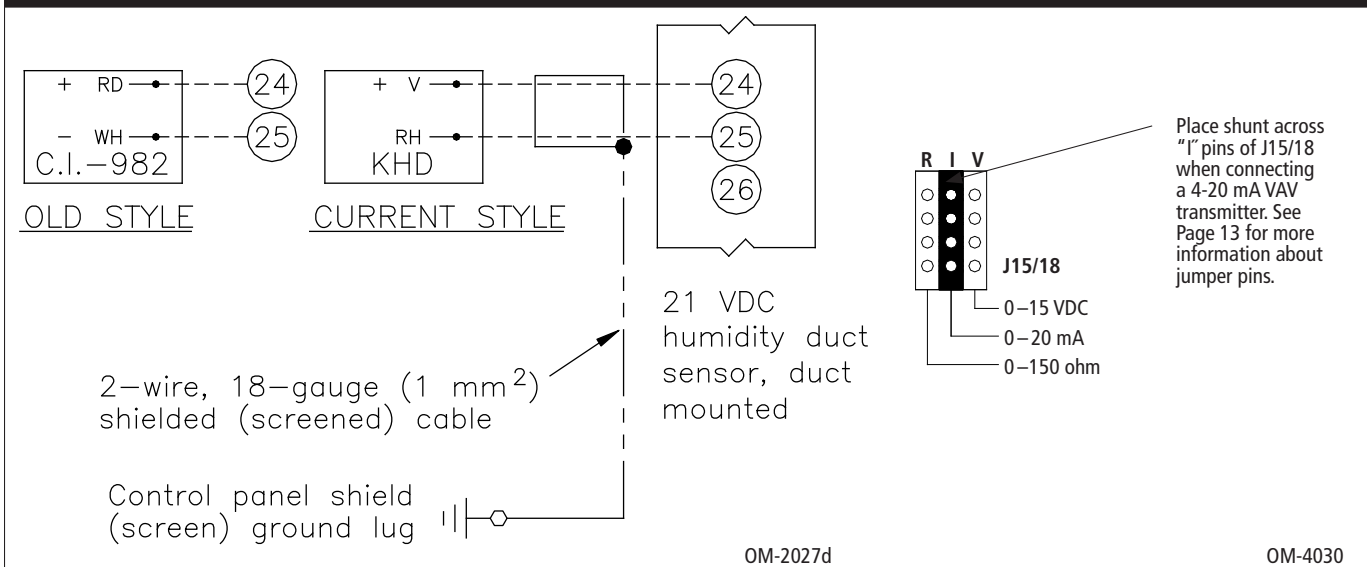 + RD
24
− WH
25
C.I.−982
OLD STYLE
+ V
RH
KHD
CURRENT STYLE
24
25
26
21 VDC
humidity duct
sensor, duct
mounted
2−wire, 18−gauge (1 mm²)
shielded (screened) cable
Control panel shield
(screen) ground lug
OM-2027d
R I V
J15/18
0–15 VDC
0–20 mA
0–150 ohm
Place shunt across
"I" pins of J15/18
when connecting
a 4-20 mA VAV
transmitter. See
Page 13 for more
information about
jumper pins.
OM-4030